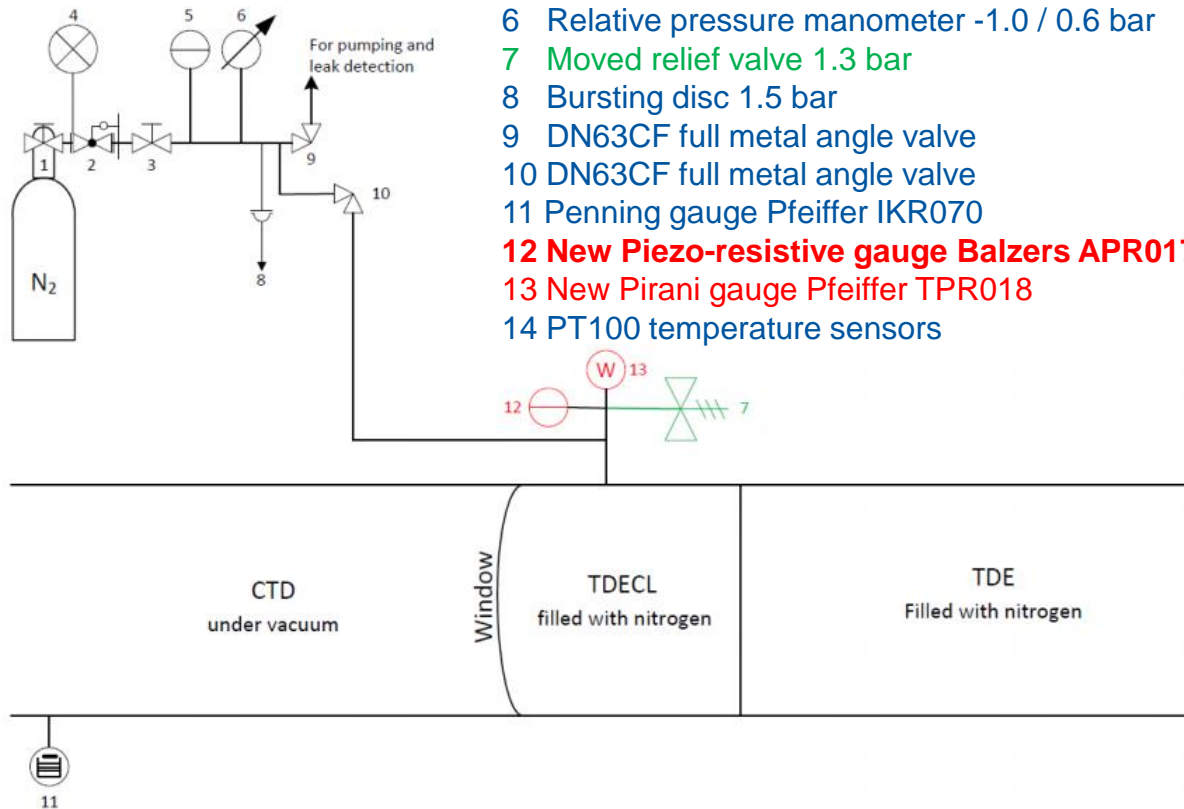 4
5
6
For pumping and
leak detection
1
2
3
9
10
8
N2
6 Relative pressure manometer -1.0 / 0.6 bar
7 Moved relief valve 1.3 bar
8 Bursting disc 1.5 bar
9 DN63CF full metal angle valve
10 DN63CF full metal angle valve
11 Penning gauge Pfeiffer IKR070
12 New Piezo-resistive gauge Balzers APR017
13 New Pirani gauge Pfeiffer TPR018
14 PT100 temperature sensors
W 13
12
7
CTD
under vacuum
Window
TDECL
filled with nitrogen
TDE
Filled with nitrogen
11